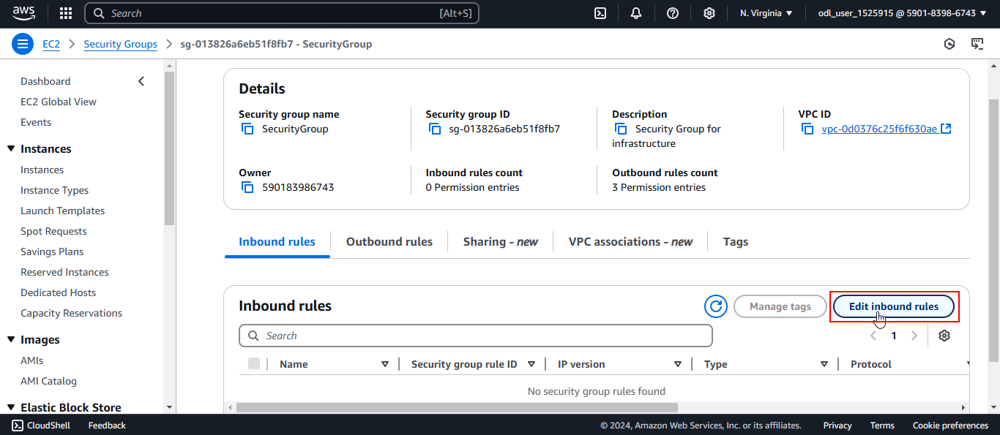 aws Search [Alt+S] N. Virginia odl_user_1525915 @ 5901-8398-6743
EC2 Security Groups sg-013826a6eb51f8fb7 - SecurityGroup
Dashboard
EC2 Global View
Events
Instances
Instances
Instance Types
Launch Templates
Spot Requests
Savings Plans
Reserved Instances
Dedicated Hosts
Capacity Reservations
Images
AMIs
AMI Catalog
Elastic Block Store
Details
Security group name
SecurityGroup
Security group ID
sg-013826a6eb51f8fb7
Description
Security Group for
infrastructure
VPC ID
vpc-0d0376c25f6f630ae
Owner
590183986743
Inbound rules count
0 Permission entries
Outbound rules count
3 Permission entries
Inbound rules Outbound rules Sharing - new VPC associations - new Tags
Inbound rules Manage tags Edit inbound rules
Search 1
Name Security group rule ID IP version Type Protocol
No security group rules found
CloudShell Feedback © 2024, Amazon Web Services, Inc. or its affiliates. Privacy Terms Cookie preferences